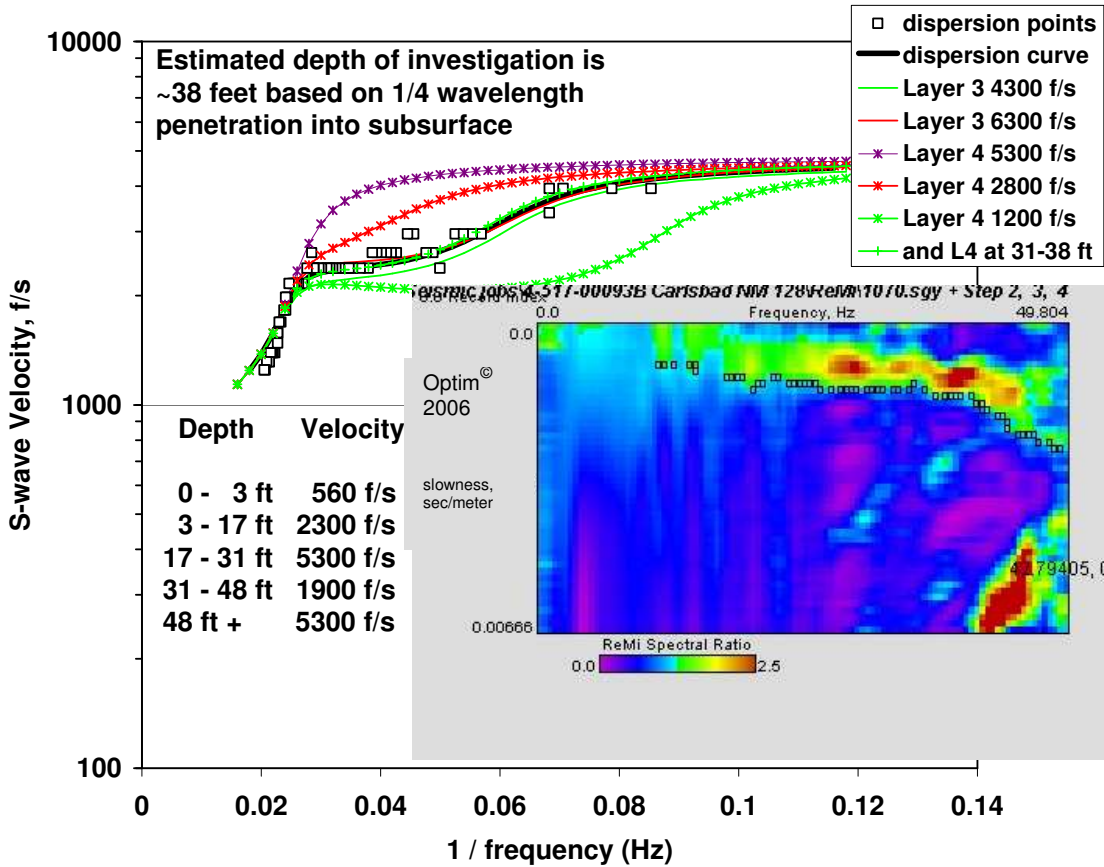 10000
1000
100
S-wave Velocity, f/s
Estimated depth of investigation is
~38 feet based on 1/4 wavelength
penetration into subsurface
dispersion points
dispersion curve
Layer 3 4300 f/s
Layer 3 6300 f/s
Layer 4 5300 f/s
Layer 4 2800 f/s
Layer 4 1200 f/s
and L4 at 31-38 ft
Depth Velocity
0 - 3 ft 560 f/s
3 - 17 ft 2300 f/s
17 - 31 ft 5300 f/s
31 - 48 ft 1900 f/s
48 ft + 5300 f/s
Carlsbad NM 128\ReMi\1070.sgy + Step 2, 3, 4
Record Index
0.0 Frequency, Hz 49.804
0.0
Optim©
2006
slowness,
sec/meter
0.00666
ReMi Spectral Ratio
0.0 2.5
0 0.02 0.04 0.06 0.08 0.1 0.12 0.14
1 / frequency (Hz)